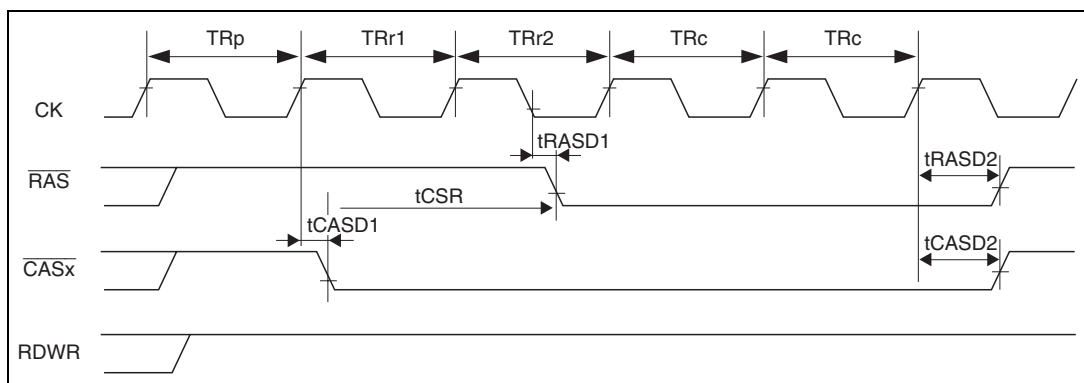 TRp TRr1 TRr2 TRc TRc
CK
tRASD1
RAS
tRASD2
tCSR
tCASD1
tCASD2
CASx
RDWR